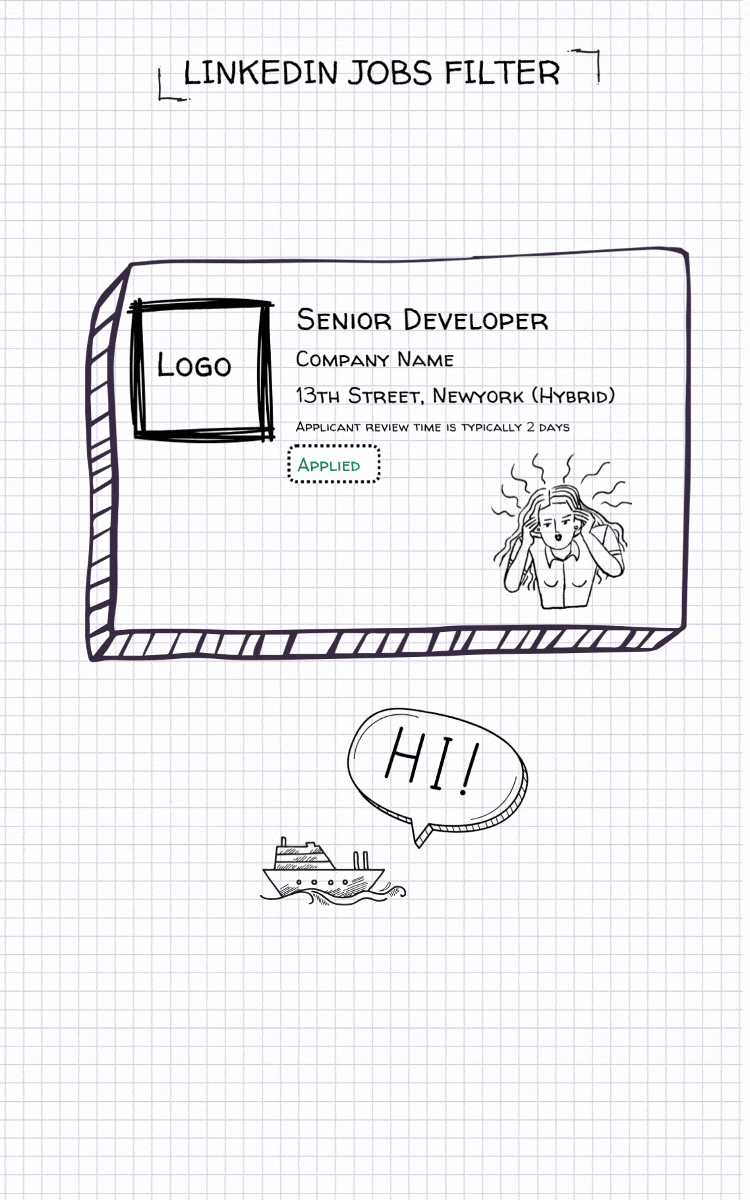 LINKEDIN JOBS FILTER
Logo
Senior Developer
Company Name
13th Street, Newyork (Hybrid)
Applicant review time is typically 2 days
Applied
HI!